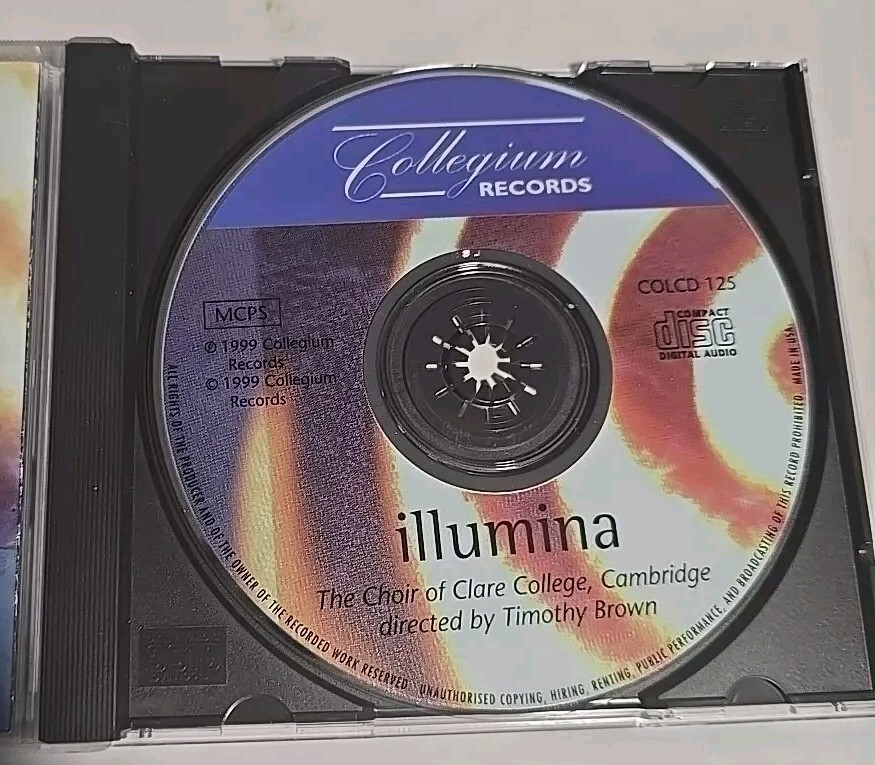 Collegium
RECORDS
COLCD 125
MCPS
COMPACT
disc
DIGITAL AUDIO
℗ 1999 Collegium
Records
© 1999 Collegium
Records
illumina
The Choir of Clare College, Cambridge
directed by Timothy Brown
ALL RIGHTS OF THE PRODUCER AND OF THE OWNER OF THE RECORDED WORK RESERVED. UNAUTHORISED COPYING, HIRING, RENTING, PUBLIC PERFORMANCE, AND BROADCASTING OF THIS RECORD PROHIBITED. MADE IN USA